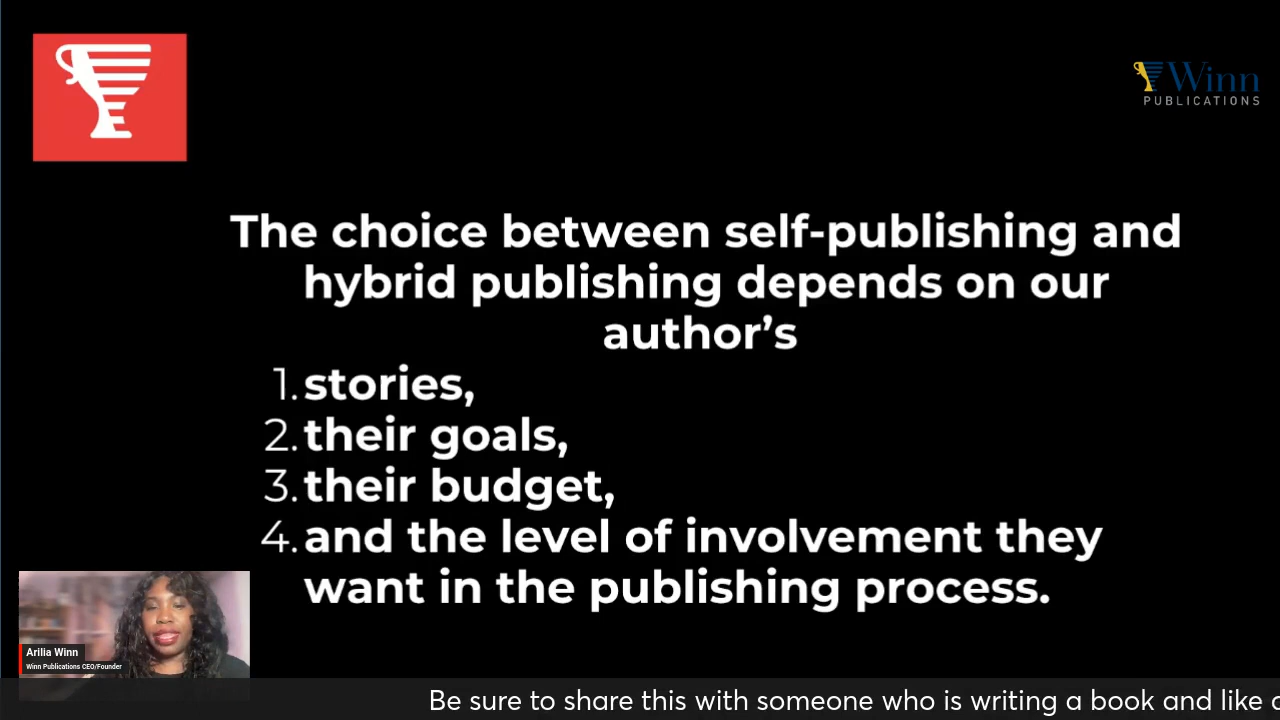 Winn
PUBLICATIONS
The choice between self-publishing and
hybrid publishing depends on our
author’s
1. stories,
2. their goals,
3. their budget,
4. and the level of involvement they
want in the publishing process.
Arilia Winn
Winn Publications CEO/Founder
Be sure to share this with someone who is writing a book and like